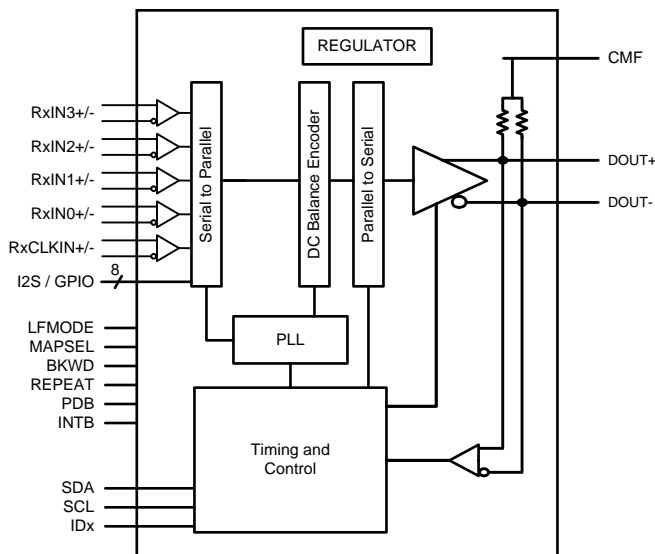 REGULATOR
CMF
RxIN3+/-
RxIN2+/-
RxIN1+/-
RxIN0+/-
RxCLKIN+/-
I2S / GPIO
8
Serial to Parallel
DC Balance Encoder
Parallel to Serial
DOUT+
DOUT-
LFMODE
MAPSEL
BKWD
REPEAT
PDB
INTB
PLL
Timing and
Control
SDA
SCL
IDx